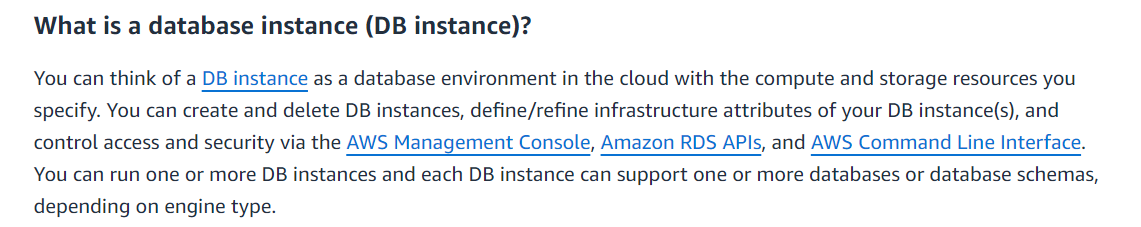 What is a database instance (DB instance)?
You can think of a DB instance as a database environment in the cloud with the compute and storage resources you
specify. You can create and delete DB instances, define/refine infrastructure attributes of your DB instance(s), and
control access and security via the AWS Management Console, Amazon RDS APIs, and AWS Command Line Interface.
You can run one or more DB instances and each DB instance can support one or more databases or database schemas,
depending on engine type.